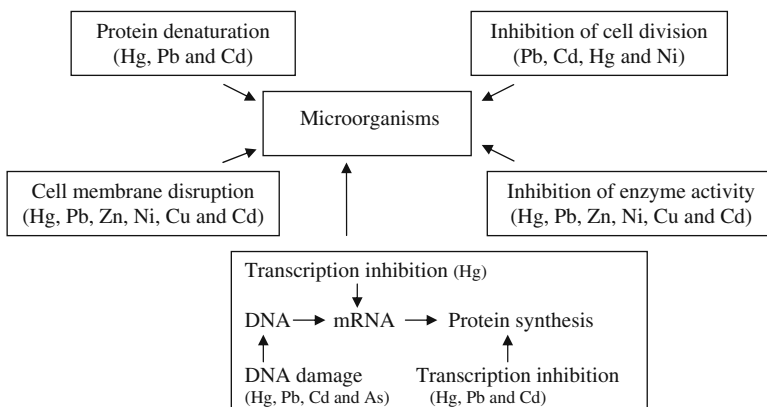 Protein denaturation
(Hg, Pb and Cd)
Inhibition of cell division
(Pb, Cd, Hg and Ni)
Microorganisms
Cell membrane disruption
(Hg, Pb, Zn, Ni, Cu and Cd)
Inhibition of enzyme activity
(Hg, Pb, Zn, Ni, Cu and Cd)
Transcription inhibition (Hg)
DNA mRNA Protein synthesis
DNA damage
(Hg, Pb, Cd and As)
Transcription inhibition
(Hg, Pb and Cd)